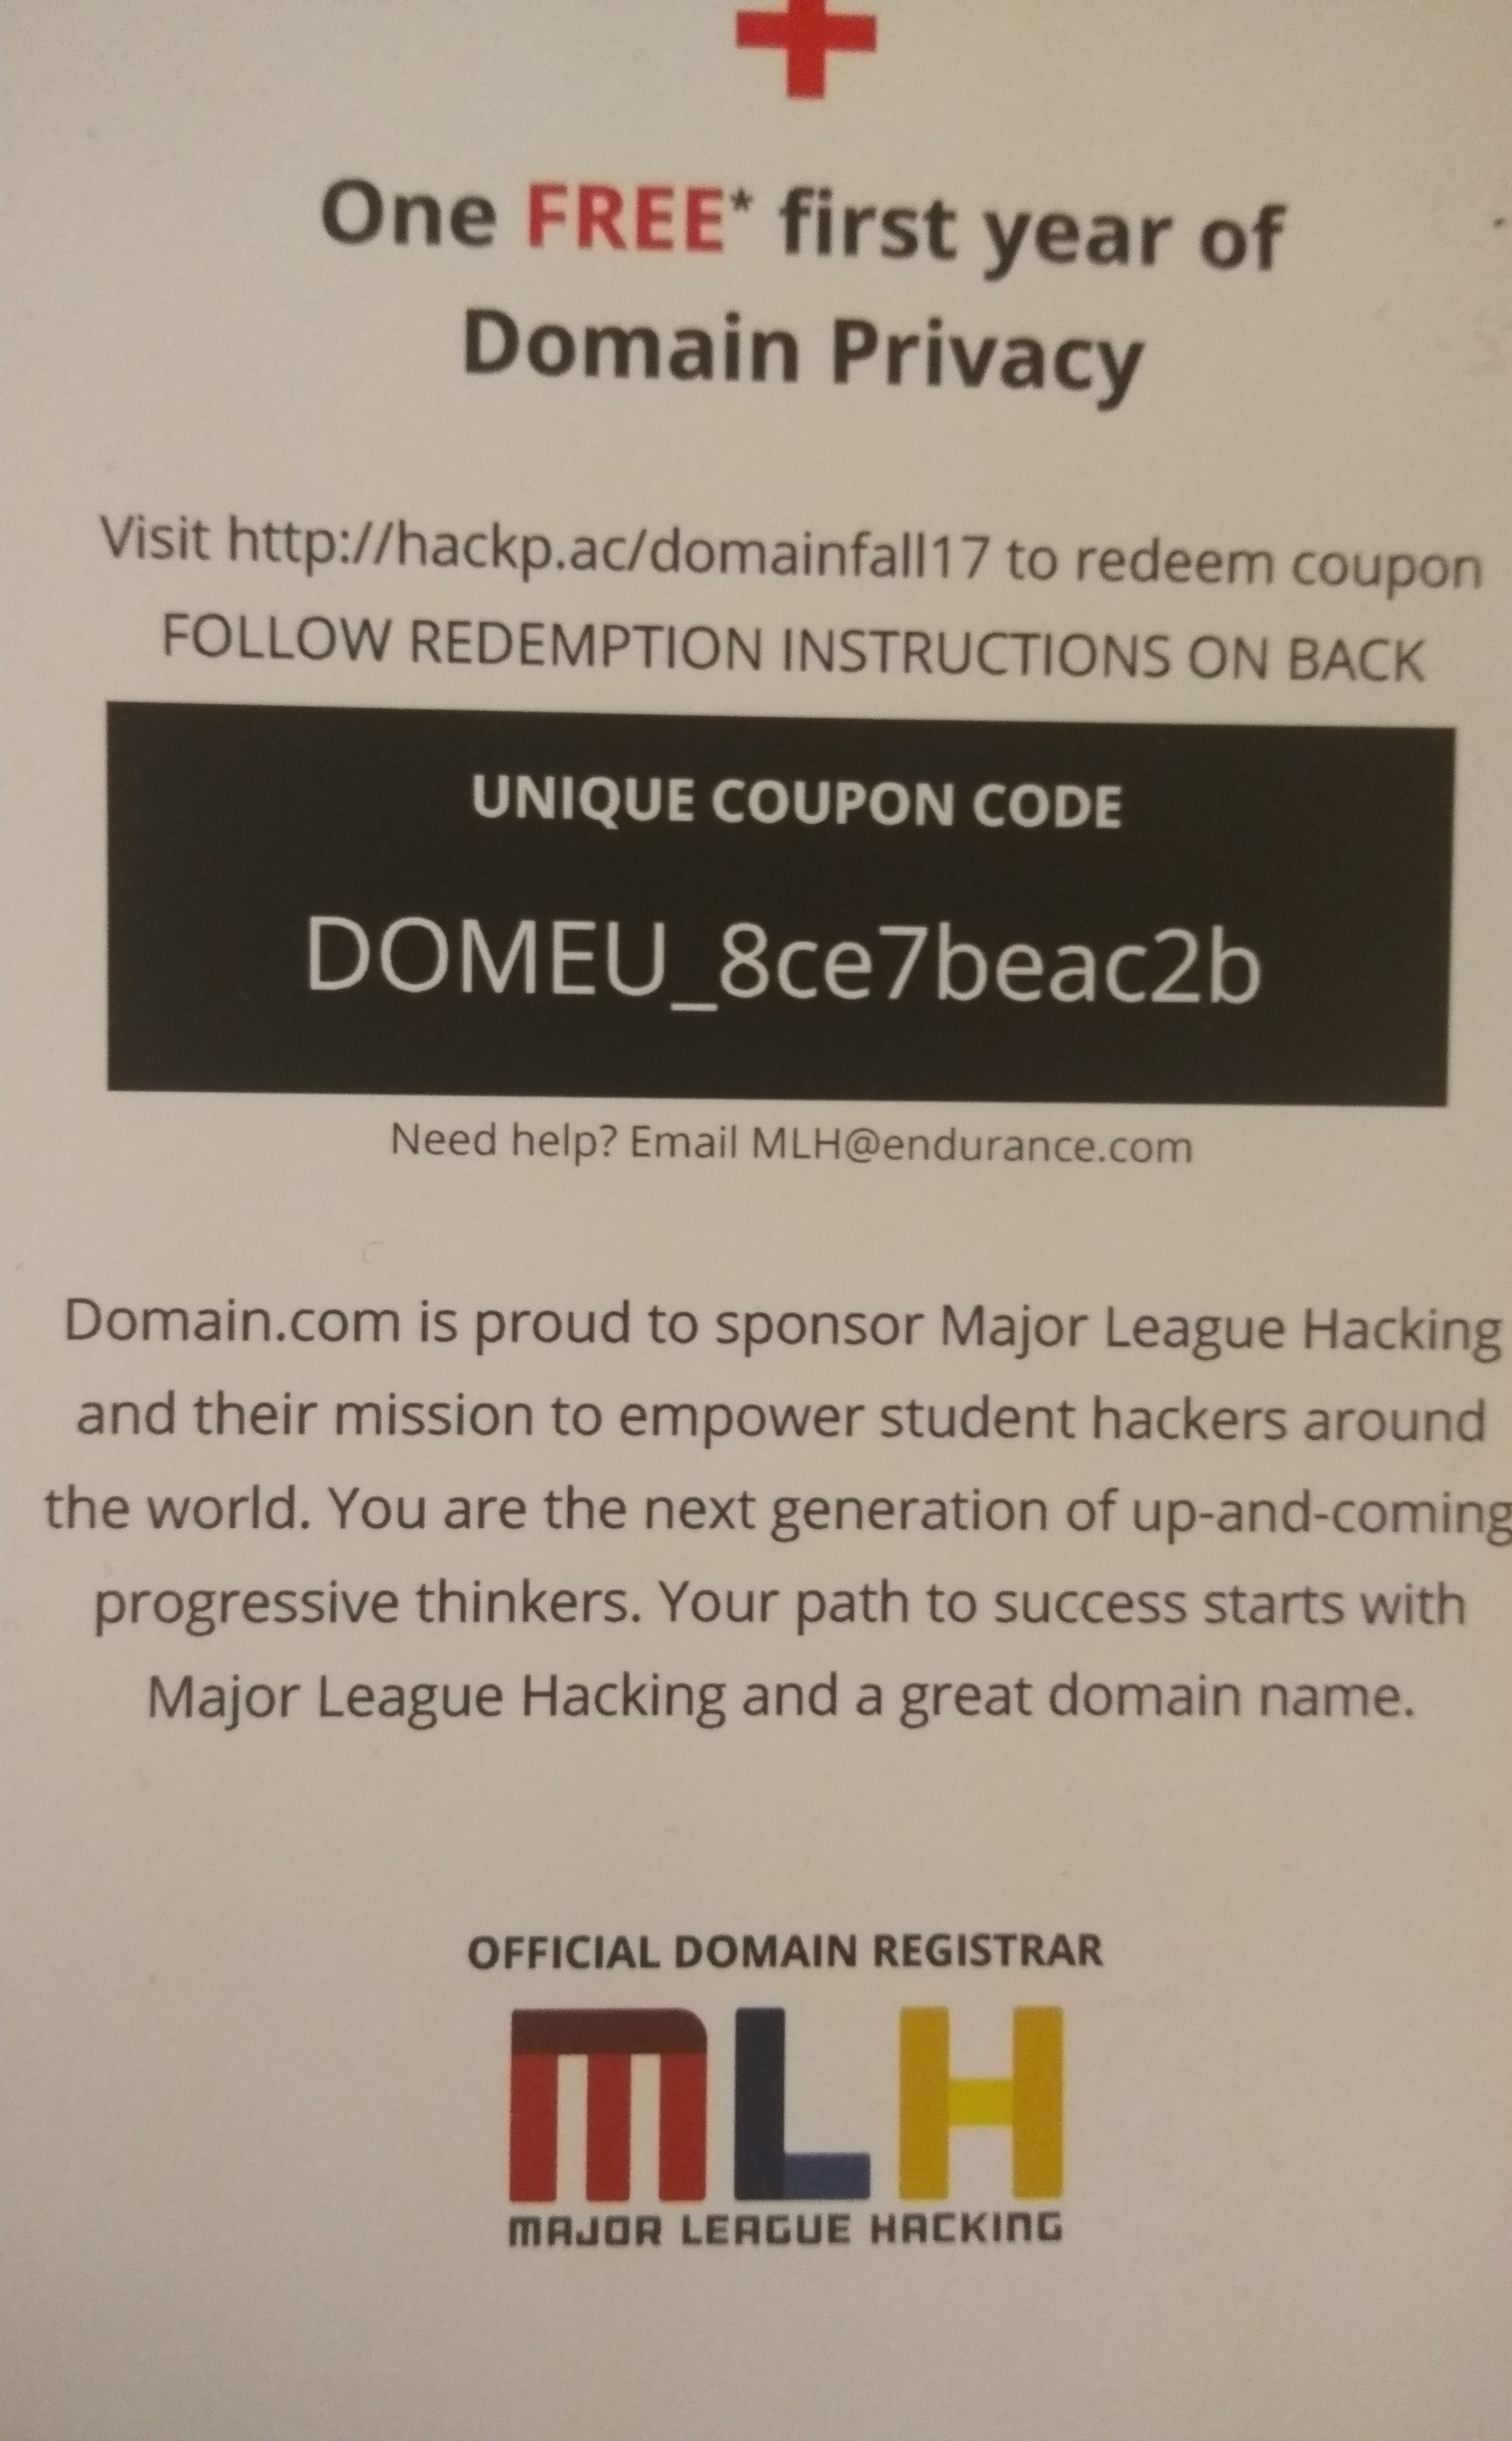 One FREE* first year of
Domain Privacy
Visit http://hackp.ac/domainfall17 to redeem coupon
FOLLOW REDEMPTION INSTRUCTIONS ON BACK
UNIQUE COUPON CODE
DOMEU_8ce7beac2b
Need help? Email MLH@endurance.com
Domain.com is proud to sponsor Major League Hacking
and their mission to empower student hackers around
the world. You are the next generation of up-and-coming
progressive thinkers. Your path to success starts with
Major League Hacking and a great domain name.
OFFICIAL DOMAIN REGISTRAR
MLH
MAJOR LEAGUE HACKING